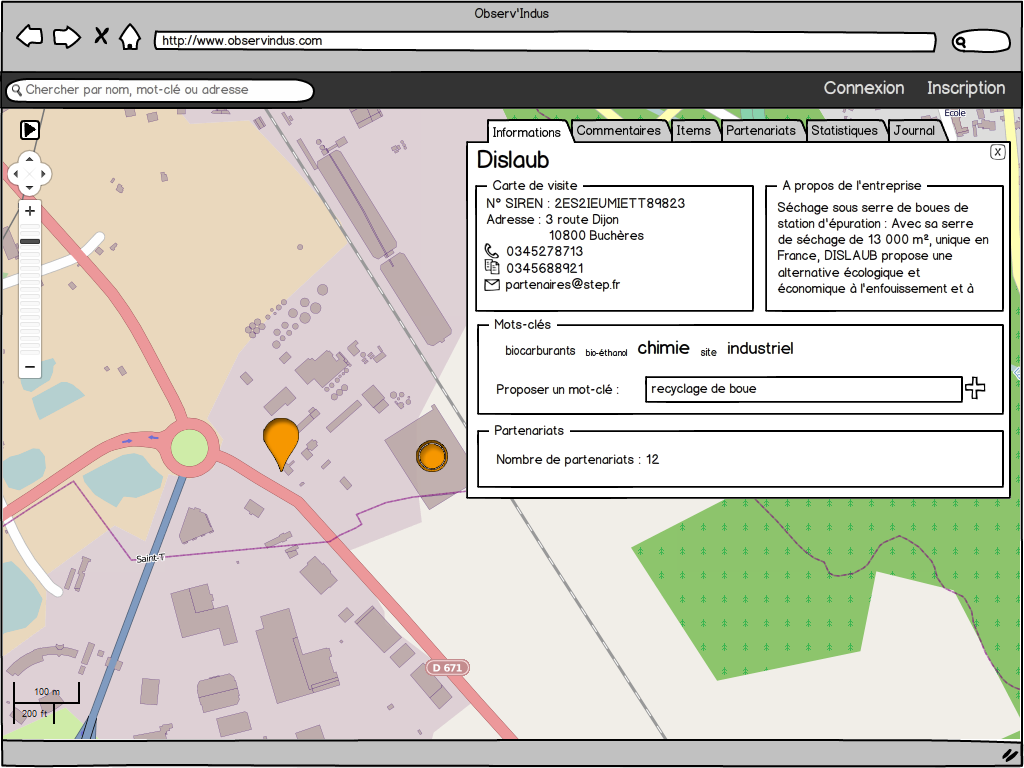 Observ'Indus
http://www.observindus.com
Chercher par nom, mot-clé ou adresse
Connexion
Inscription
Ecole
Informations
Commentaires
Items
Partenariats
Statistiques
Journal
X
Dislaub
Carte de visite
N° SIREN : 2ES2IEUMIETT89823
Adresse : 3 route Dijon
10800 Buchères
0345278713
0345688921
partenaires@step.fr
A propos de l'entreprise
Séchage sous serre de boues de
station d'épuration : Avec sa serre
de séchage de 13 000 m², unique en
France, DISLAUB propose une
alternative écologique et
économique à l'enfouissement et à
Mots-clés
biocarburants bio-éthanol chimie site industriel
Proposer un mot-clé :
recyclage de boue
Partenariats
Nombre de partenariats : 12
Saint-T
D 671
100 m
200 ft